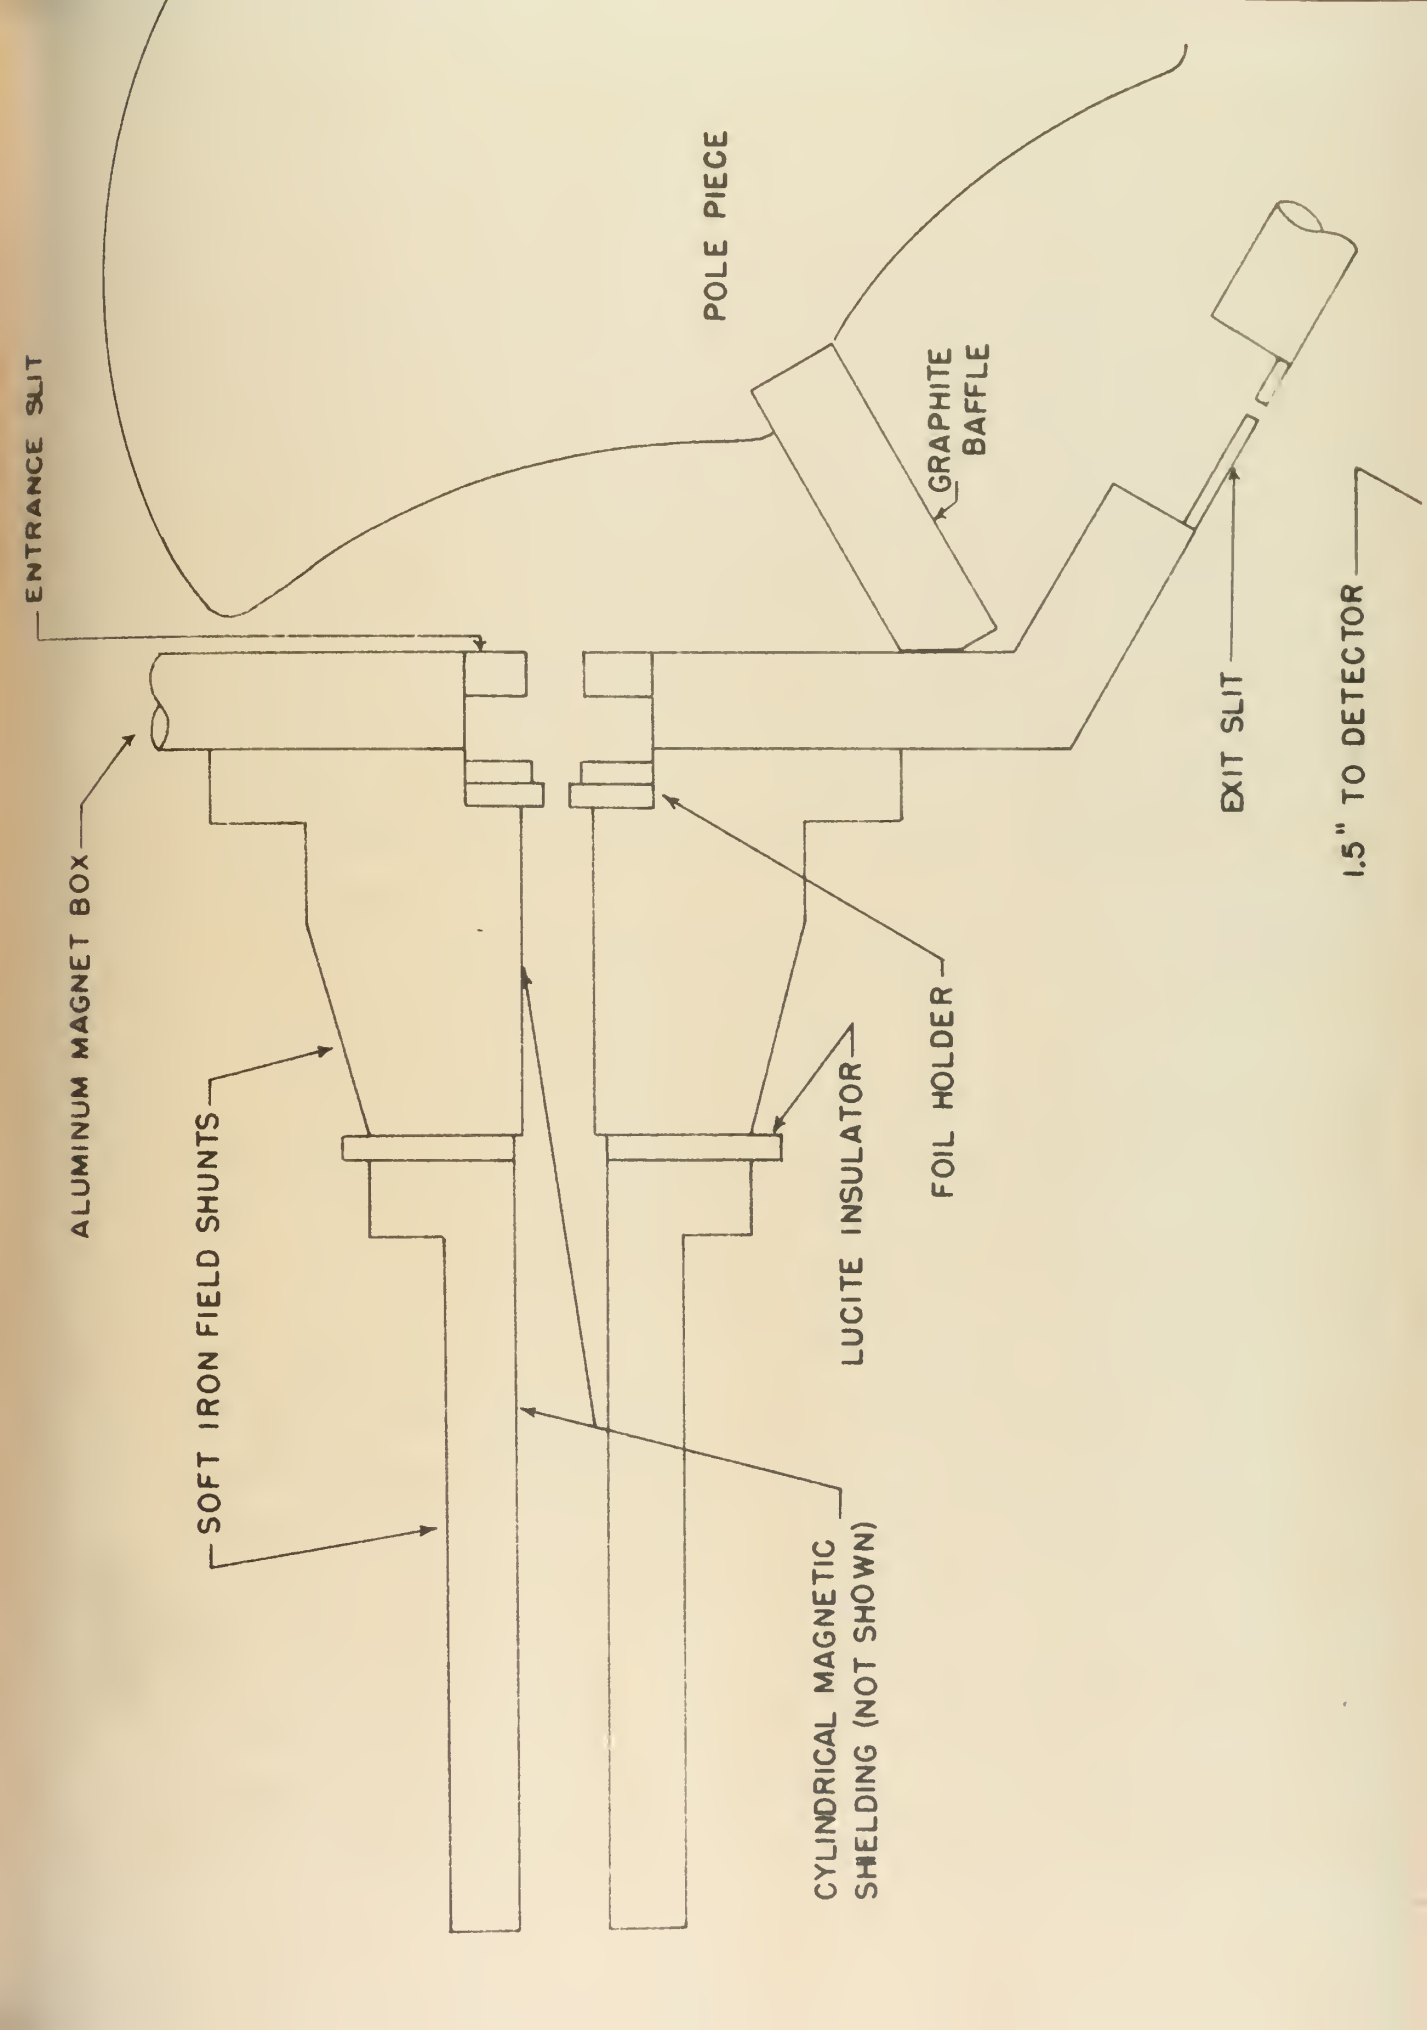 ENTRANCE SLIT
ALUMINUM MAGNET BOX
SOFT IRON FIELD SHUNTS
POLE PIECE
GRAPHITE
BAFFLE
LUCITE INSULATOR
FOIL HOLDER
CYLINDRICAL MAGNETIC
SHIELDING (NOT SHOWN)
EXIT SLIT
1.5" TO DETECTOR